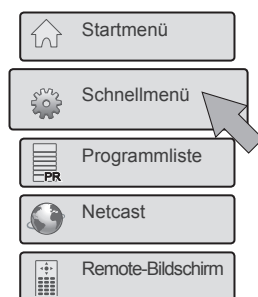 Startmenü
Schnellmenü
Programmliste
PR
Netcast
Remote-Bildschirm